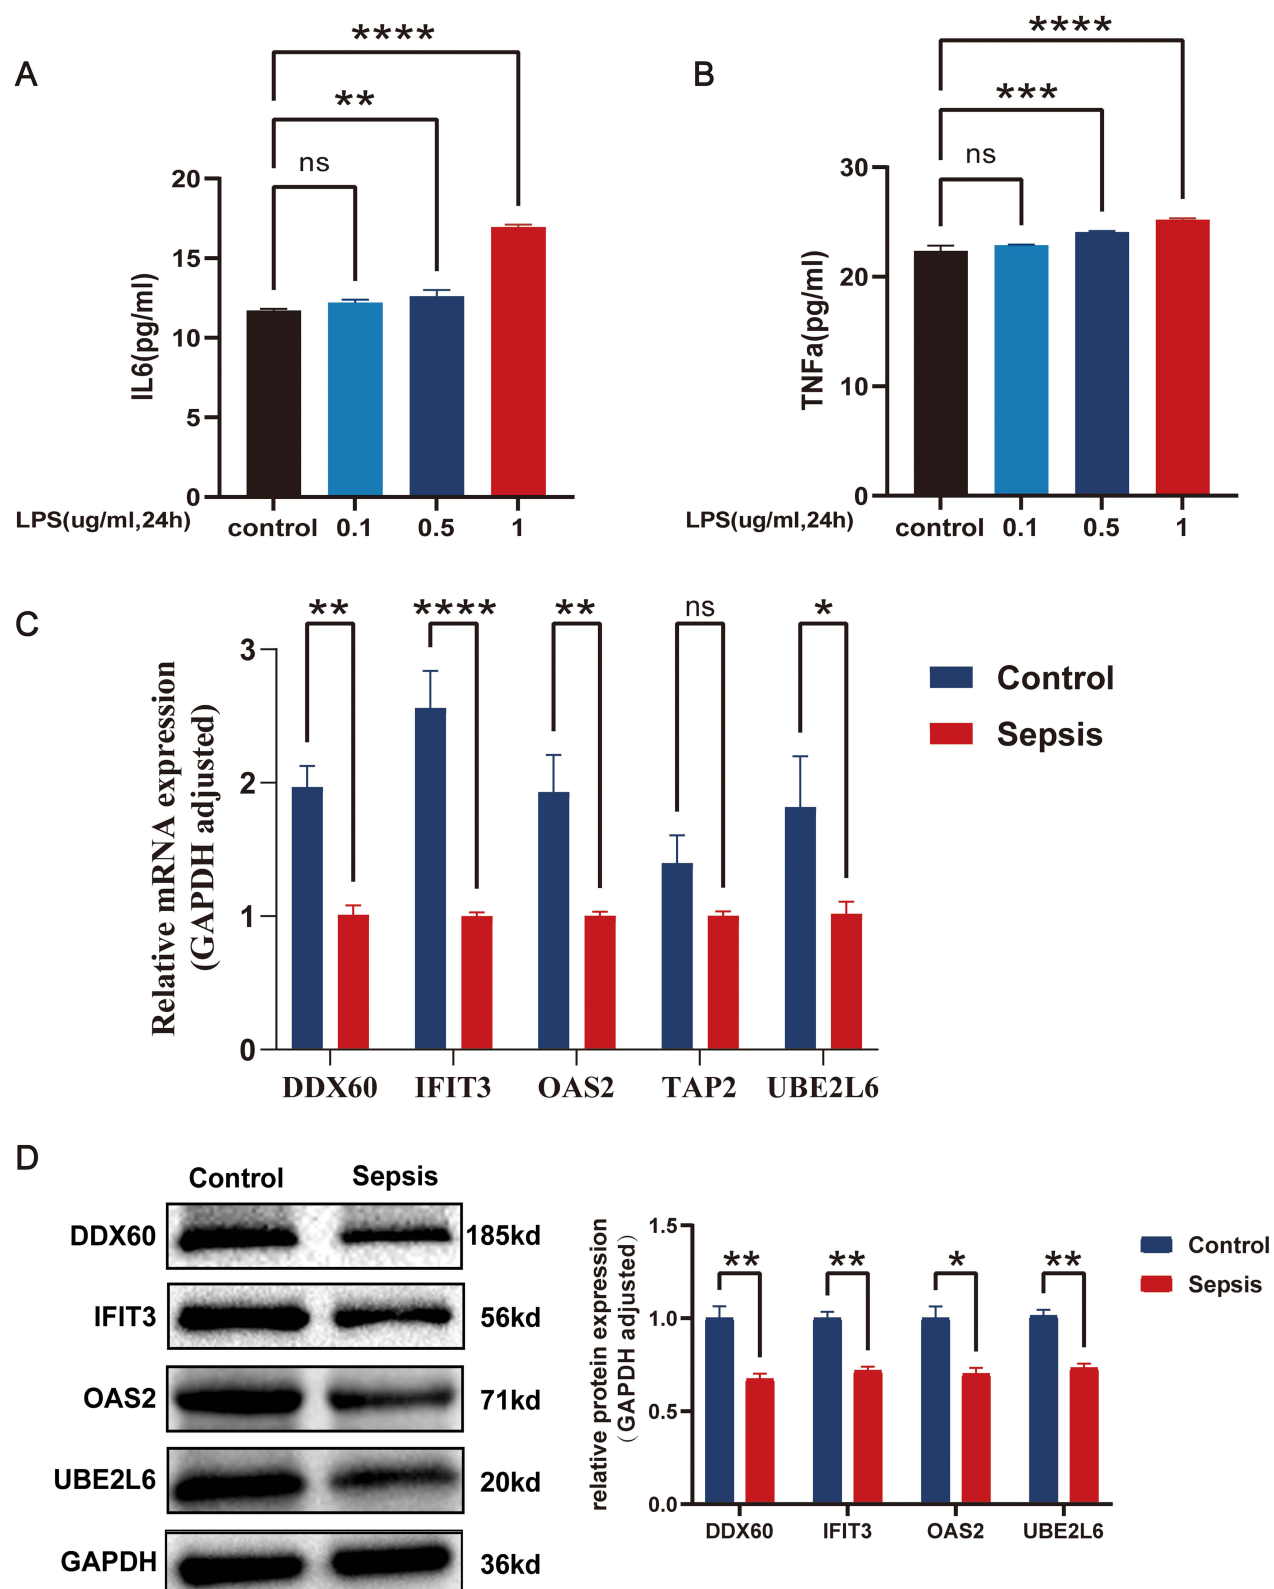 A
****
**
ns
20
15
10
5
0
IL6(pg/ml)
LPS(ug/ml,24h)
control 0.1 0.5 1
B
****
***
ns
30
20
10
0
TNFa(pg/ml)
LPS(ug/ml,24h)
control 0.1 0.5 1
C
** **** ** ns *
3
2
1
0
Relative mRNA expression
(GAPDH adjusted)
DDX60 IFIT3 OAS2 TAP2 UBE2L6
Control
Sepsis
D
Control Sepsis
DDX60 185kd
IFIT3 56kd
OAS2 71kd
UBE2L6 20kd
GAPDH 36kd
1.5
1.0
0.5
0.0
relative protein expression
(GAPDH adjusted)
** ** * **
DDX60 IFIT3 OAS2 UBE2L6
Control
Sepsis